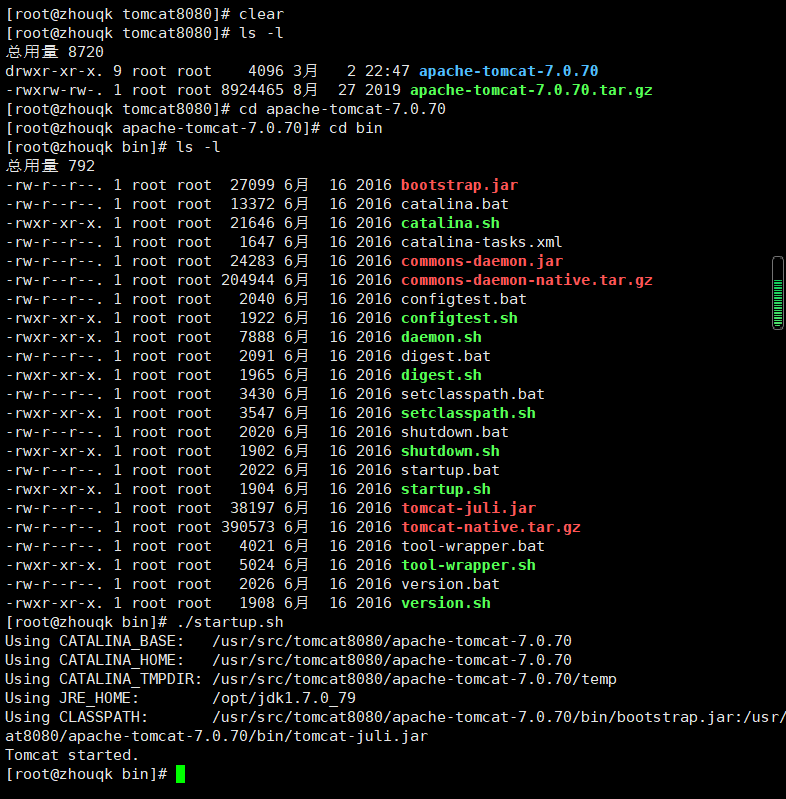 [root@zhouqk tomcat8080]# clear
[root@zhouqk tomcat8080]# ls -l
总用量 8720
drwxr-xr-x. 9 root root    4096 3月   2 22:47 apache-tomcat-7.0.70
-rwxrw-rw-. 1 root root 8924465 8月  27 2019 apache-tomcat-7.0.70.tar.gz
[root@zhouqk tomcat8080]# cd apache-tomcat-7.0.70
[root@zhouqk apache-tomcat-7.0.70]# cd bin
[root@zhouqk bin]# ls -l
总用量 792
-rw-r--r--. 1 root root  27099 6月  16 2016 bootstrap.jar
-rw-r--r--. 1 root root  13372 6月  16 2016 catalina.bat
-rwxr-xr-x. 1 root root  21646 6月  16 2016 catalina.sh
-rw-r--r--. 1 root root   1647 6月  16 2016 catalina-tasks.xml
-rw-r--r--. 1 root root  24283 6月  16 2016 commons-daemon.jar
-rw-r--r--. 1 root root 204944 6月  16 2016 commons-daemon-native.tar.gz
-rw-r--r--. 1 root root   2040 6月  16 2016 configtest.bat
-rwxr-xr-x. 1 root root   1922 6月  16 2016 configtest.sh
-rwxr-xr-x. 1 root root   7888 6月  16 2016 daemon.sh
-rw-r--r--. 1 root root   2091 6月  16 2016 digest.bat
-rwxr-xr-x. 1 root root   1965 6月  16 2016 digest.sh
-rw-r--r--. 1 root root   3430 6月  16 2016 setclasspath.bat
-rwxr-xr-x. 1 root root   3547 6月  16 2016 setclasspath.sh
-rw-r--r--. 1 root root   2020 6月  16 2016 shutdown.bat
-rwxr-xr-x. 1 root root   1902 6月  16 2016 shutdown.sh
-rw-r--r--. 1 root root   2022 6月  16 2016 startup.bat
-rwxr-xr-x. 1 root root   1904 6月  16 2016 startup.sh
-rw-r--r--. 1 root root  38197 6月  16 2016 tomcat-juli.jar
-rw-r--r--. 1 root root 390573 6月  16 2016 tomcat-native.tar.gz
-rw-r--r--. 1 root root   4021 6月  16 2016 tool-wrapper.bat
-rwxr-xr-x. 1 root root   5024 6月  16 2016 tool-wrapper.sh
-rw-r--r--. 1 root root   2026 6月  16 2016 version.bat
-rwxr-xr-x. 1 root root   1908 6月  16 2016 version.sh
[root@zhouqk bin]# ./startup.sh
Using CATALINA_BASE:   /usr/src/tomcat8080/apache-tomcat-7.0.70
Using CATALINA_HOME:   /usr/src/tomcat8080/apache-tomcat-7.0.70
Using CATALINA_TMPDIR: /usr/src/tomcat8080/apache-tomcat-7.0.70/temp
Using JRE_HOME:        /opt/jdk1.7.0_79
Using CLASSPATH:       /usr/src/tomcat8080/apache-tomcat-7.0.70/bin/bootstrap.jar:/usr/
at8080/apache-tomcat-7.0.70/bin/tomcat-juli.jar
Tomcat started.
[root@zhouqk bin]#